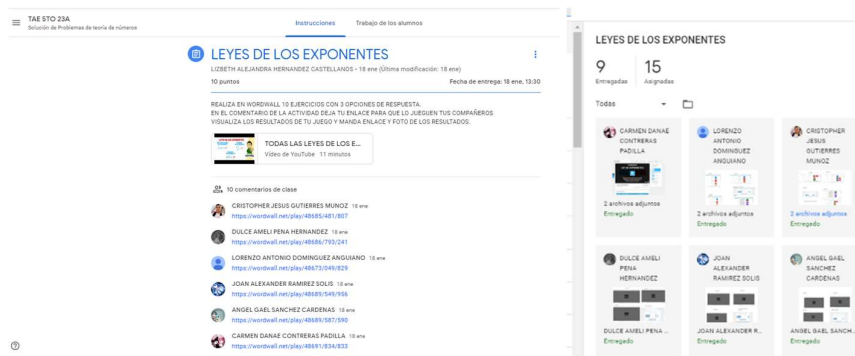 TAE STO 23A
Solución de Problemas de teoría de números
Instrucciones
Trabajo de los alumnos
LEYES DE LOS EXPONENTES
LIZBETH ALEJANDRA HERNANDEZ CASTELLANOS - 18 ene (Última modificación: 18 ene)
10 puntos
Fecha de entrega: 18 ene, 13:30
REALIZA EN WORDWALL 10 EJERCICIOS CON 3 OPCIONES DE RESPUESTA.
EN EL COMENTARIO DE LA ACTIVIDAD DEJA TU ENLACE PARA QUE LO JUEGUEN TUS COMPAÑEROS
VISUALIZA LOS RESULTADOS DE TU JUEGO Y MANDA ENLACE Y FOTO DE LOS RESULTADOS.
TODAS LAS LEYES DE LOS E...
Vídeo de YouTube 11 minutos
10 comentarios de clase
CRISTOPHER JESUS GUTIERRES MUNOZ 18 ene
https://wordwall.net/play/48685/481/807
DULCE AMELI PENA HERNANDEZ 18 ene
https://wordwall.net/play/48686/793/241
LORENZO ANTONIO DOMINGUEZ ANGUIANO 18 ene
https://wordwall.net/play/48673/049/829
JOAN ALEXANDER RAMIREZ SOLIS 18 ene
https://wordwall.net/play/48689/549/956
ANGEL GAEL SANCHEZ CARDENAS 18 ene
https://wordwall.net/play/48689/587/590
CARMEN DANAE CONTRERAS PADILLA 18 ene
https://wordwall.net/play/48691/834/833
LEYES DE LOS EXPONENTES
9
Entregadas
15
Asignadas
Todas
CARMEN DANAE
CONTRERAS
PADILLA
2 archivos adjuntos
Entregado
LORENZO
ANTONIO
DOMINGUEZ
ANGUIANO
2 archivos adjuntos
Entregado
CRISTOPHER
JESUS
GUTIERRES
MUNOZ
2 archivos adjuntos
Entregado
DULCE AMELI
PENA
HERNANDEZ
DULCE AMELI PENA ...
Entregado
JOAN
ALEXANDER
RAMIREZ SOLIS
JOAN ALEXANDER R...
Entregado
ANGEL GAEL
SANCHEZ
CARDENAS
ANGEL GAEL SANCH...
Entregado